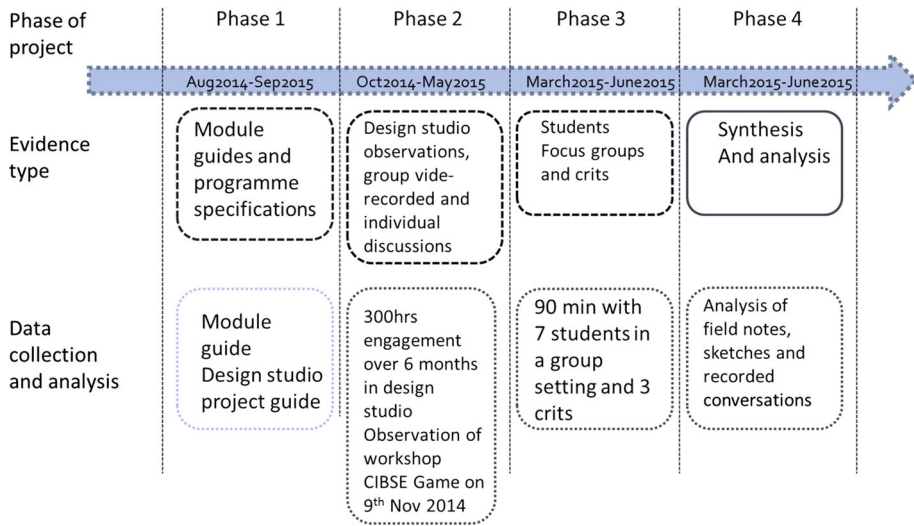 Phase of
project
Phase 1
Phase 2
Phase 3
Phase 4
Aug2014-Sep2015
Oct2014-May2015
March2015-June2015
March2015-June2015
Evidence
type
Module
guides and
programme
specifications
Design studio
observations,
group vide-
recorded and
individual
discussions
Students
Focus groups
and crits
Synthesis
And analysis
Data
collection
and analysis
Module
guide
Design studio
project guide
300hrs
engagement
over 6 months
in design
studio
Observation of
workshop
CIBSE Game on
9th Nov 2014
90 min with
7 students in
a group
setting and 3
crits
Analysis of
field notes,
sketches and
recorded
conversations